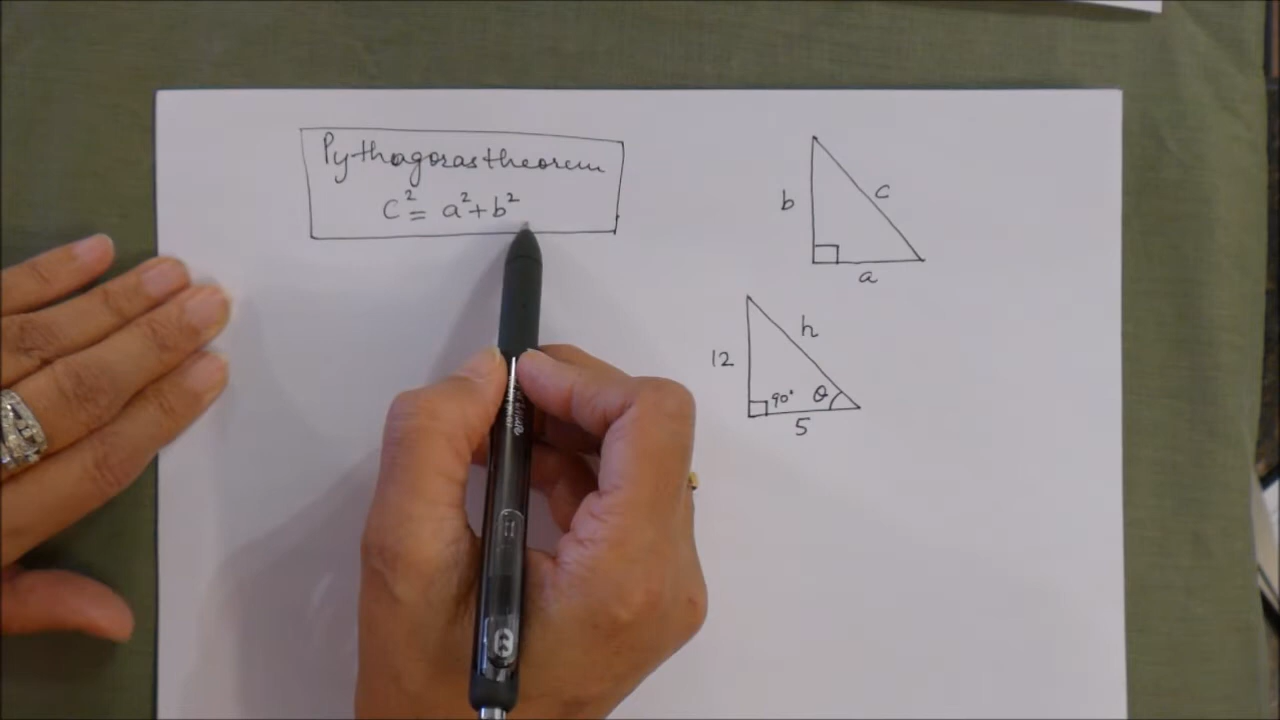 Pythagoras theorem
c² = a² + b²
b
c
a
h
12
90°
θ
5